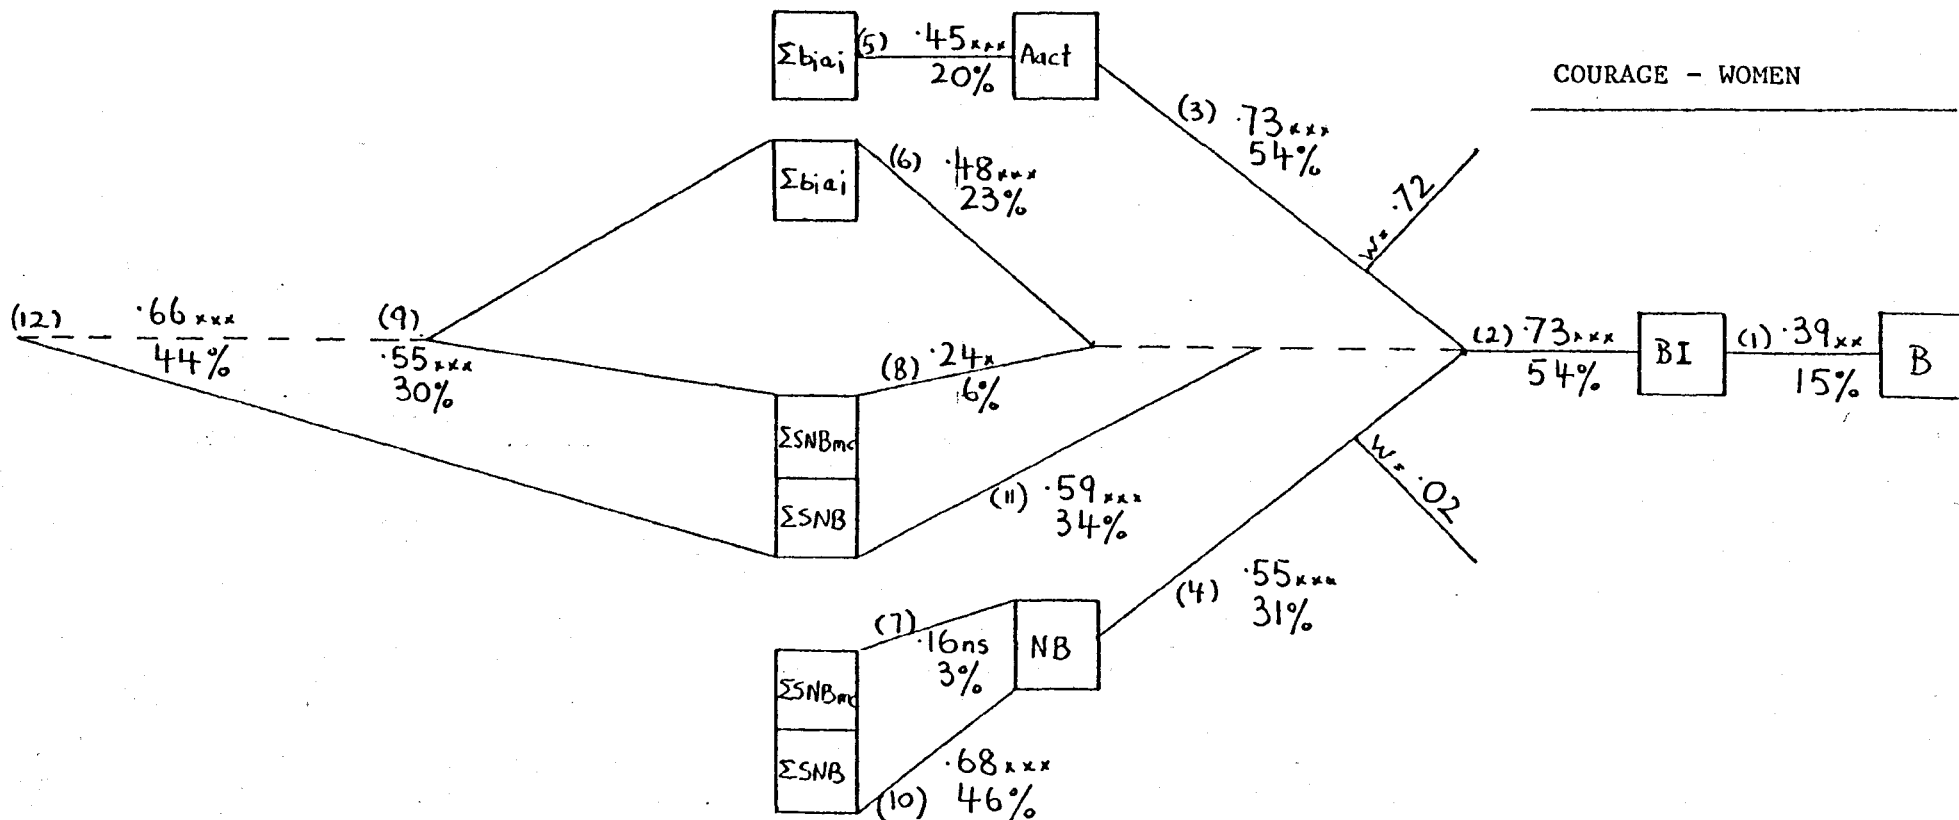 COURAGE - WOMEN
Σbiai
(5) .45xxx
20%
Aact
(3) .73xxx
54%
Σbiai
(6) .48xxx
23%
W= .72
(12) .66xxx
44%
(9)
.55xxx
30%
(8) .24x
6%
(2) .73xxx
54%
BI
(1) .39xx
15%
B
ΣSNBmc
ΣSNB
(11) .59xxx
34%
W= .02
(4) .55xxx
31%
(7)
.16ns
3%
NB
ΣSNBmc
ΣSNB
(10) .68xxx
46%